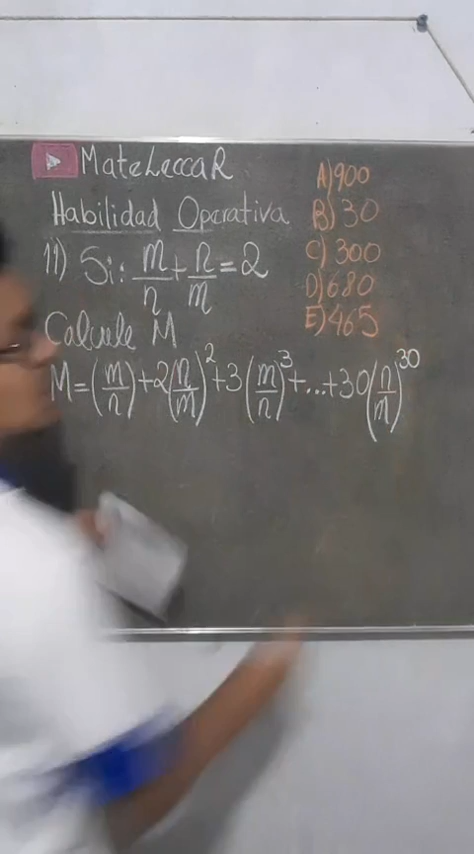 MateLeccaR
Habilidad Operativa
11) Si: m/n + n/m = 2
Calcule M
M = (m/n) + 2(n/m)^2 + 3(m/n)^3 + ... + 30(n/m)^30
A) 900
B) 30
C) 300
D) 680
E) 465